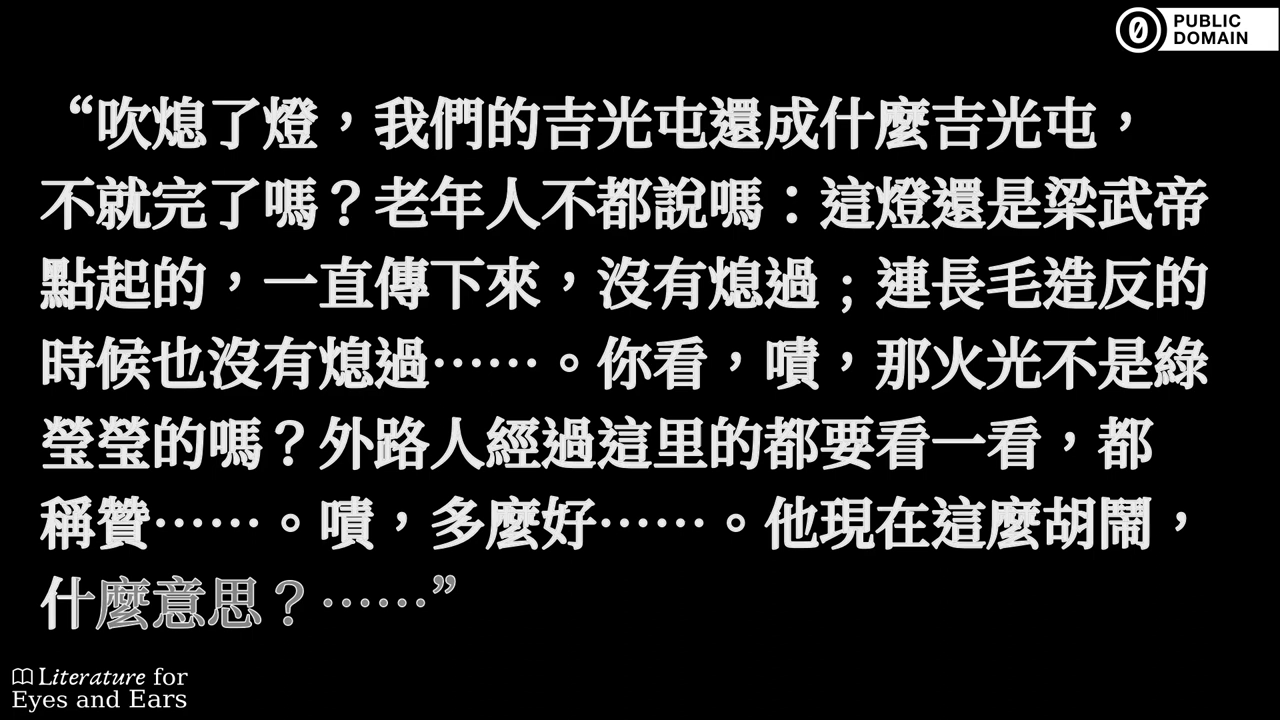 PUBLIC
DOMAIN
“吹熄了燈，我們的吉光屯還成什麼吉光屯，
不就完了嗎？老年人不都說嗎：這燈還是梁武帝
點起的，一直傳下來，沒有熄過；連長毛造反的
時候也沒有熄過……。你看，嘖，那火光不是綠
瑩瑩的嗎？外路人經過這里的都要看一看，都
稱贊……。嘖，多麼好……。他現在這麼胡鬧，
什麼意思？……”
Literature for
Eyes and Ears